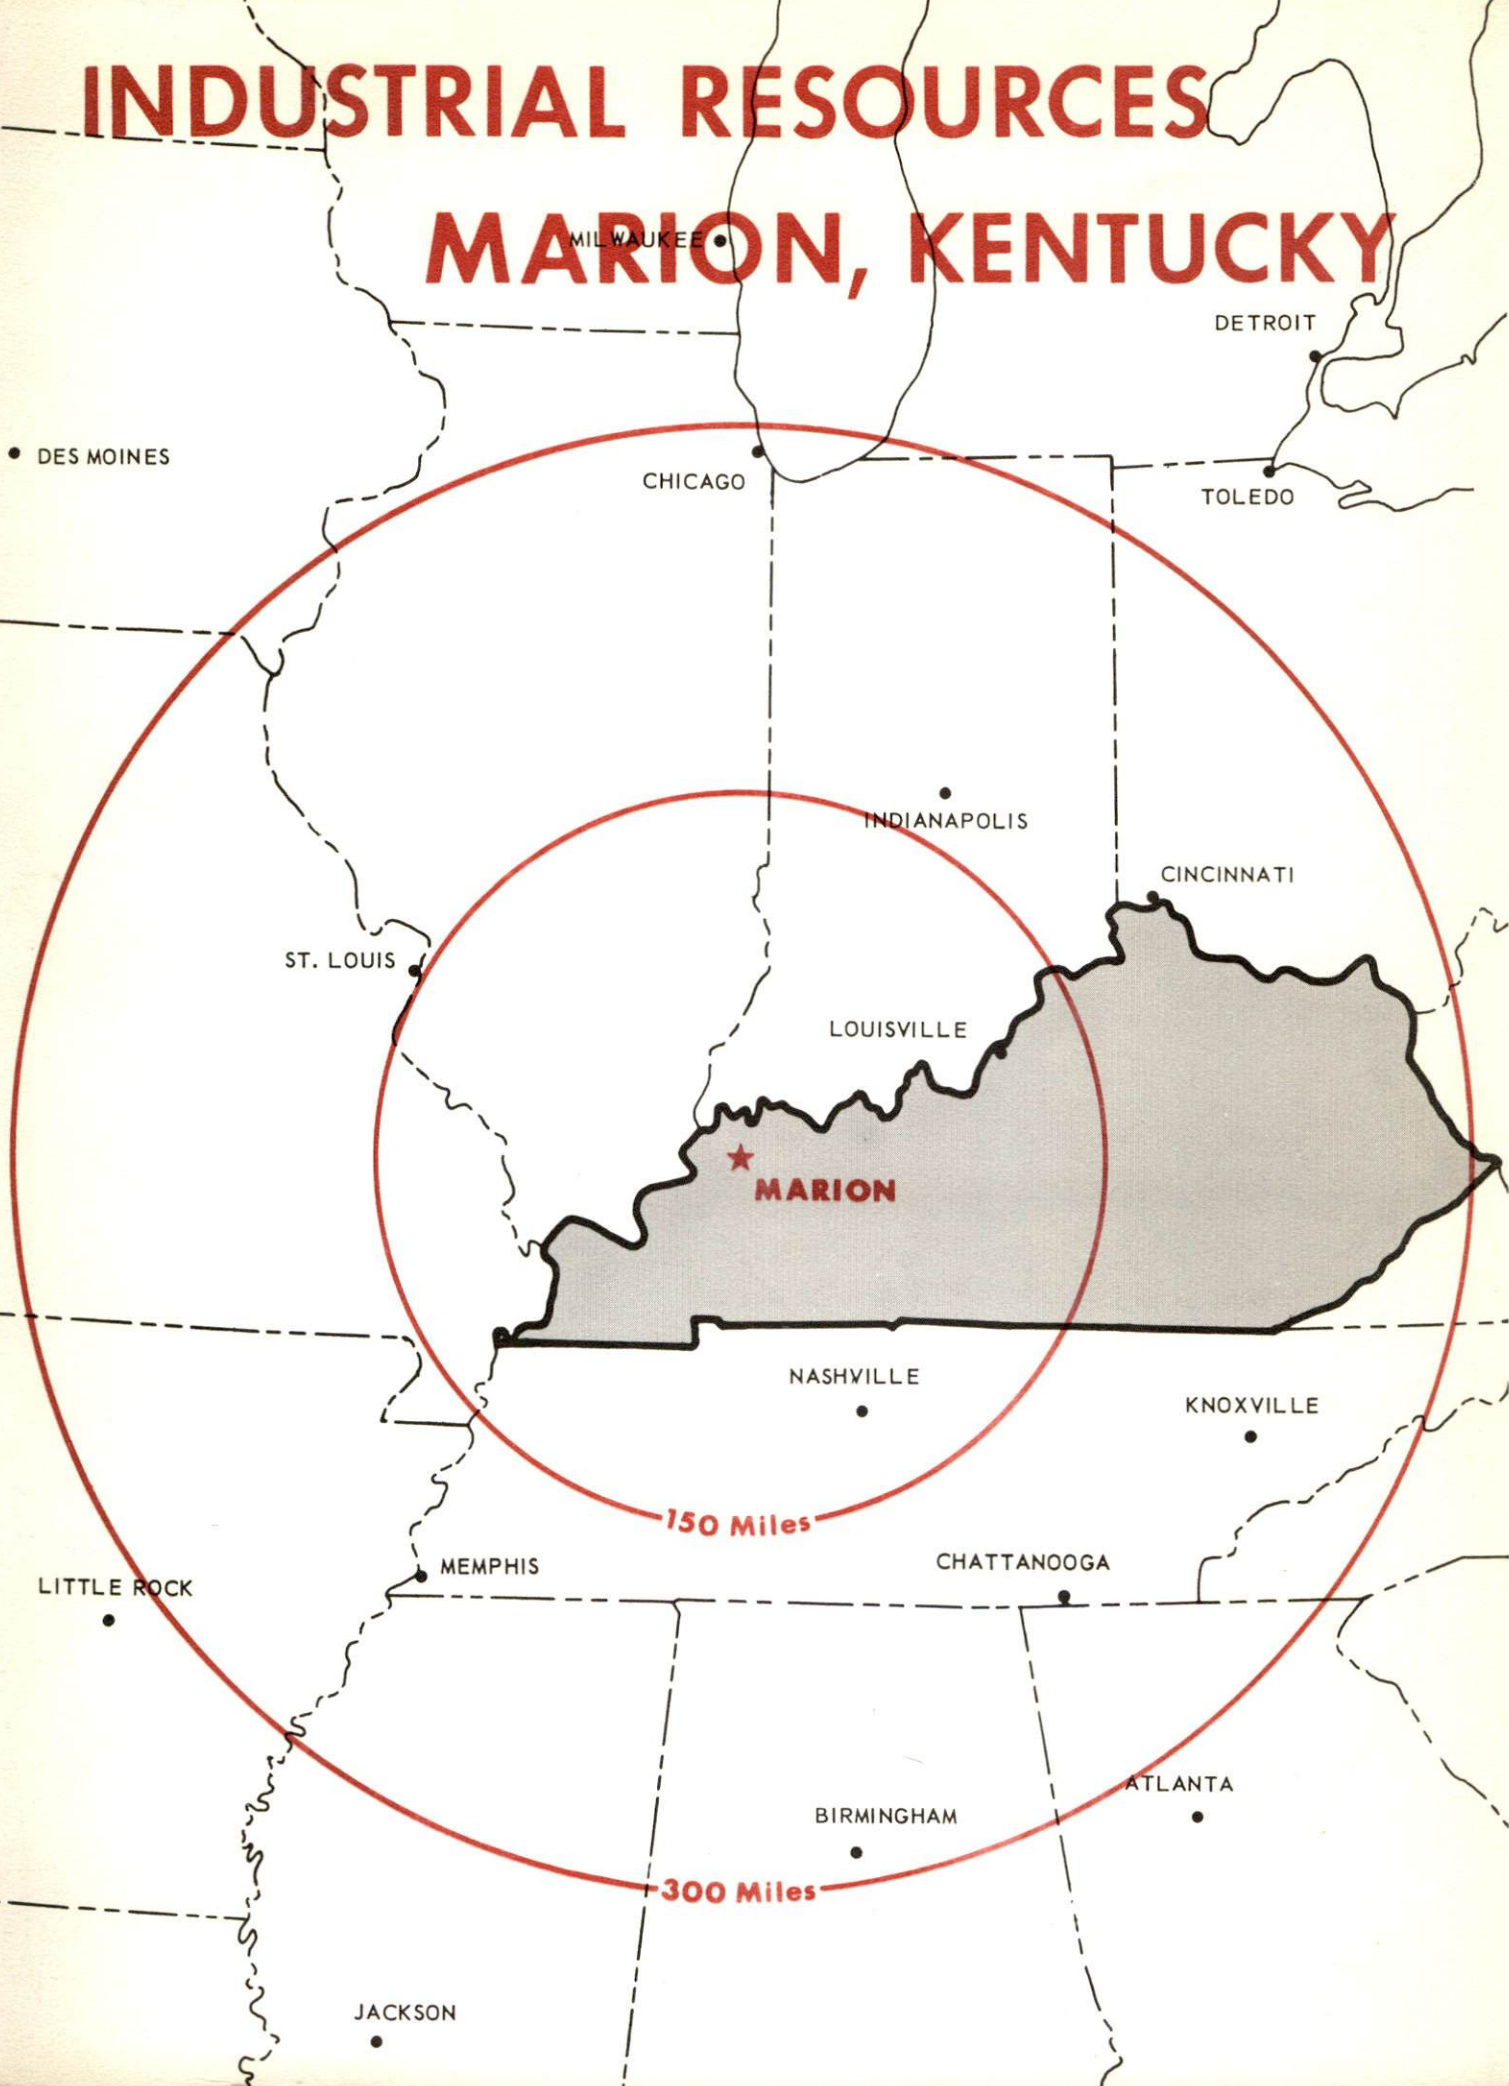 INDUSTRIAL RESOURCES
MARION, KENTUCKY
MILWAUKEE
DETROIT
DES MOINES
CHICAGO
TOLEDO
INDIANAPOLIS
CINCINNATI
ST. LOUIS
LOUISVILLE
MARION
NASHVILLE
KNOXVILLE
150 Miles
MEMPHIS
CHATTANOOGA
LITTLE ROCK
ATLANTA
BIRMINGHAM
300 Miles
JACKSON